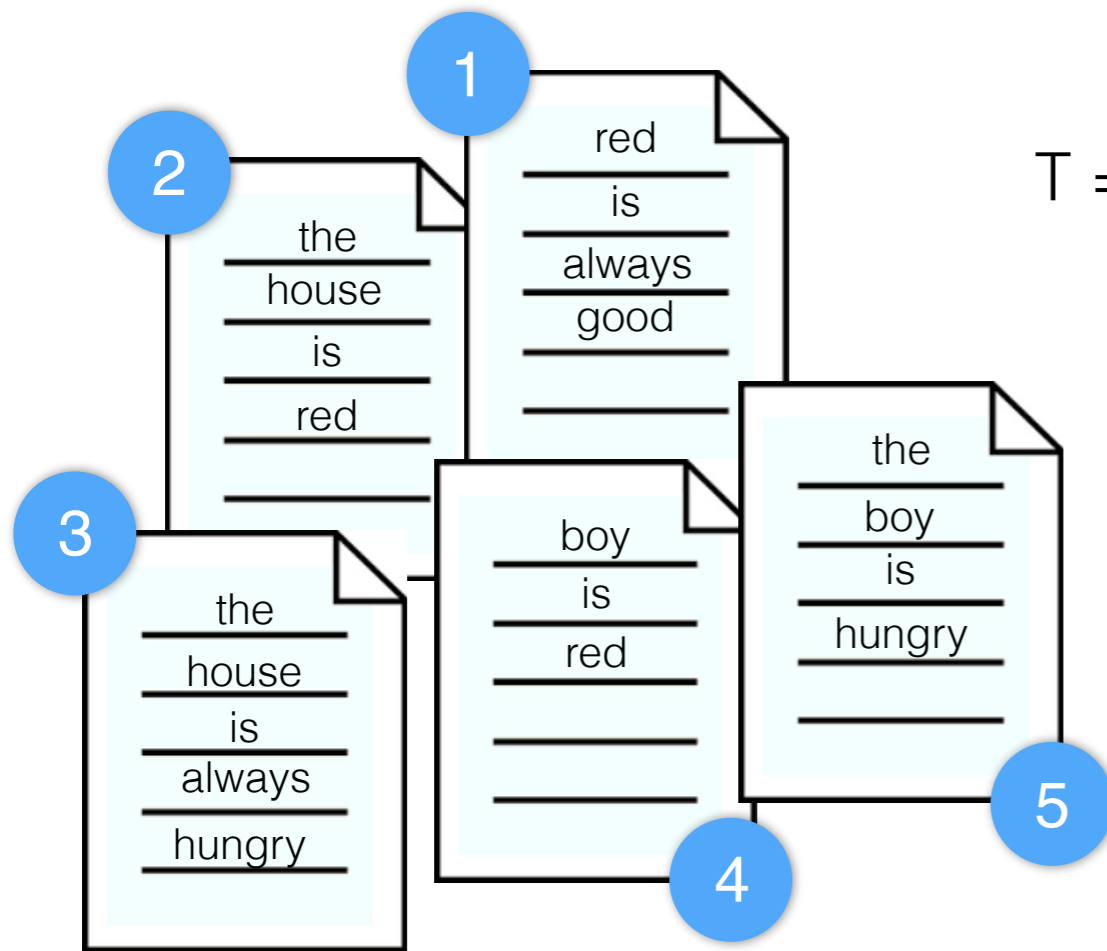 1
red
is
always
good
T =
2
the
house
is
red
3
the
house
is
always
hungry
boy
is
red
4
the
boy
is
hungry
5